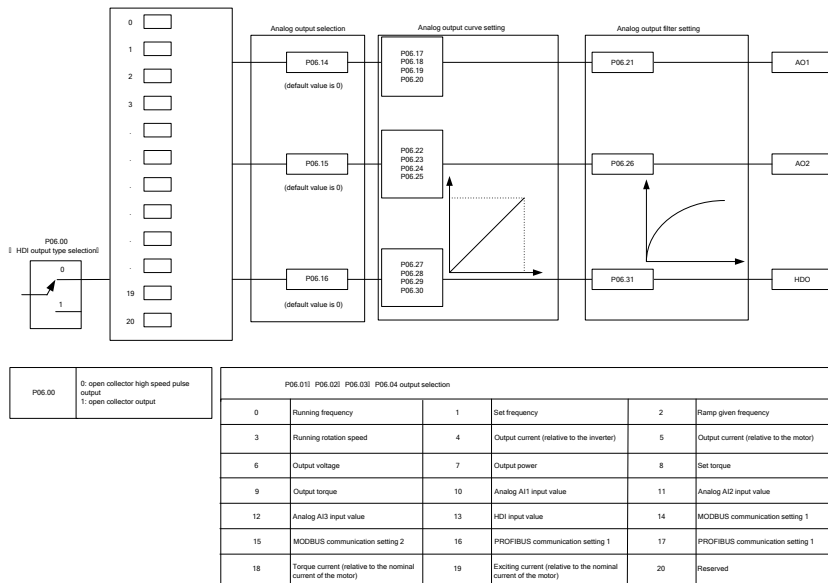 Analog output selection
Analog output curve setting
Analog output filter setting
0
1
2
3
.
.
.
.
.
.
19
20
P06.14
(default value is 0)
P06.15
(default value is 0)
P06.16
(default value is 0)
P06.17
P06.18
P06.19
P06.20
P06.22
P06.23
P06.24
P06.25
P06.27
P06.28
P06.29
P06.30
P06.21
P06.26
P06.31
AO1
AO2
HDO
P06.00
HDI output type selection
0
1
P06.00
0: open collector high speed pulse
output
1: open collector output
P06.01 P06.02 P06.03 P06.04 output selection
0 Running frequency 1 Set frequency 2 Ramp given frequency
3 Running rotation speed 4 Output current (relative to the inverter) 5 Output current (relative to the motor)
6 Output voltage 7 Output power 8 Set torque
9 Output torque 10 Analog AI1 input value 11 Analog AI2 input value
12 Analog AI3 input value 13 HDI input value 14 MODBUS communication setting 1
15 MODBUS communication setting 2 16 PROFIBUS communication setting 1 17 PROFIBUS communication setting 1
18 Torque current (relative to the nominal
current of the motor)
19 Exciting current (relative to the nominal
current of the motor)
20 Reserved